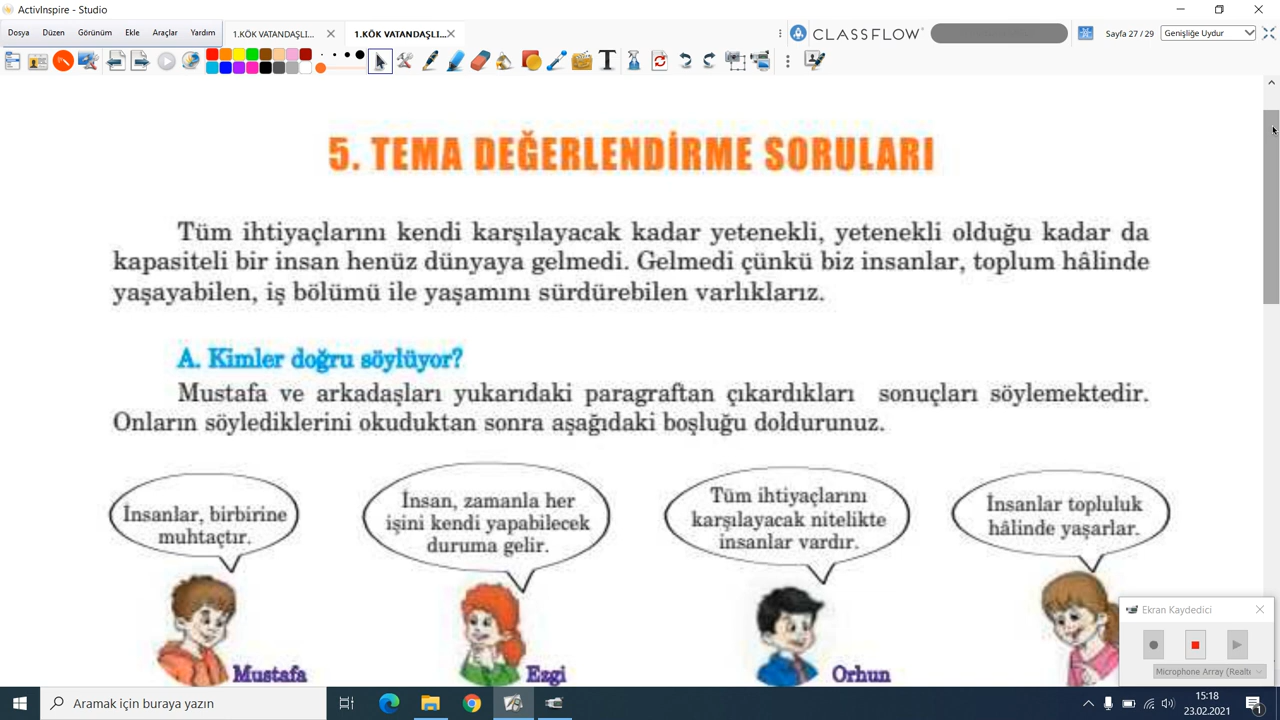 ActivInspire - Studio
Dosya Düzen Görünüm Ekle Araçlar Yardım
1.KÖK VATANDAŞLI... 1.KÖK VATANDAŞLI...
CLASSFLOW
Sayfa 27 / 29 Genişliğe Uydur
5. TEMA DEĞERLENDİRME SORULARI
Tüm ihtiyaçlarını kendi karşılayacak kadar yetenekli, yetenekli olduğu kadar da
kapasiteli bir insan henüz dünyaya gelmedi. Gelmedi çünkü biz insanlar, toplum hâlinde
yaşayabilen, iş bölümü ile yaşamını sürdürebilen varlıklarız.
A. Kimler doğru söylüyor?
Mustafa ve arkadaşları yukarıdaki paragraftan çıkardıkları sonuçları söylemektedir.
Onların söylediklerini okuduktan sonra aşağıdaki boşluğu doldurunuz.
İnsanlar, birbirine
muhtaçtır.
İnsan, zamanla her
işini kendi yapabilecek
duruma gelir.
Tüm ihtiyaçlarını
karşılayacak nitelikte
insanlar vardır.
İnsanlar topluluk
hâlinde yaşarlar.
Mustafa
Ezgi
Orhun
Ekran Kaydedici
Microphone Array (Realt
Aramak için buraya yazın
15:18
23.02.2021
1